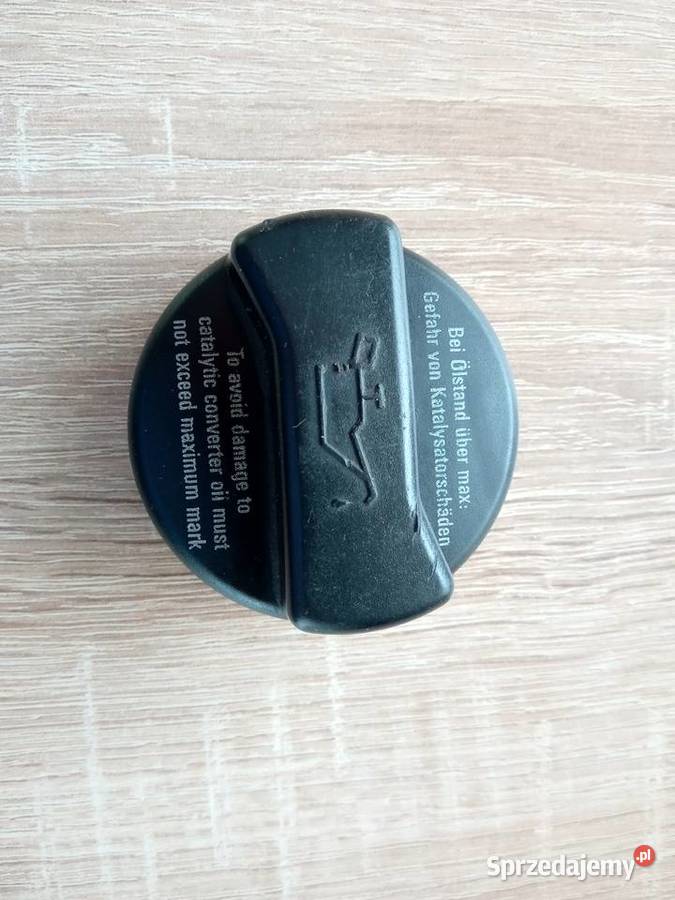 Bei Ölstand über max:
Gefahr von Katalysatorschäden
To avoid damage to
catalytic converter oil must
not exceed maximum mark
Sprzedajemy.pl